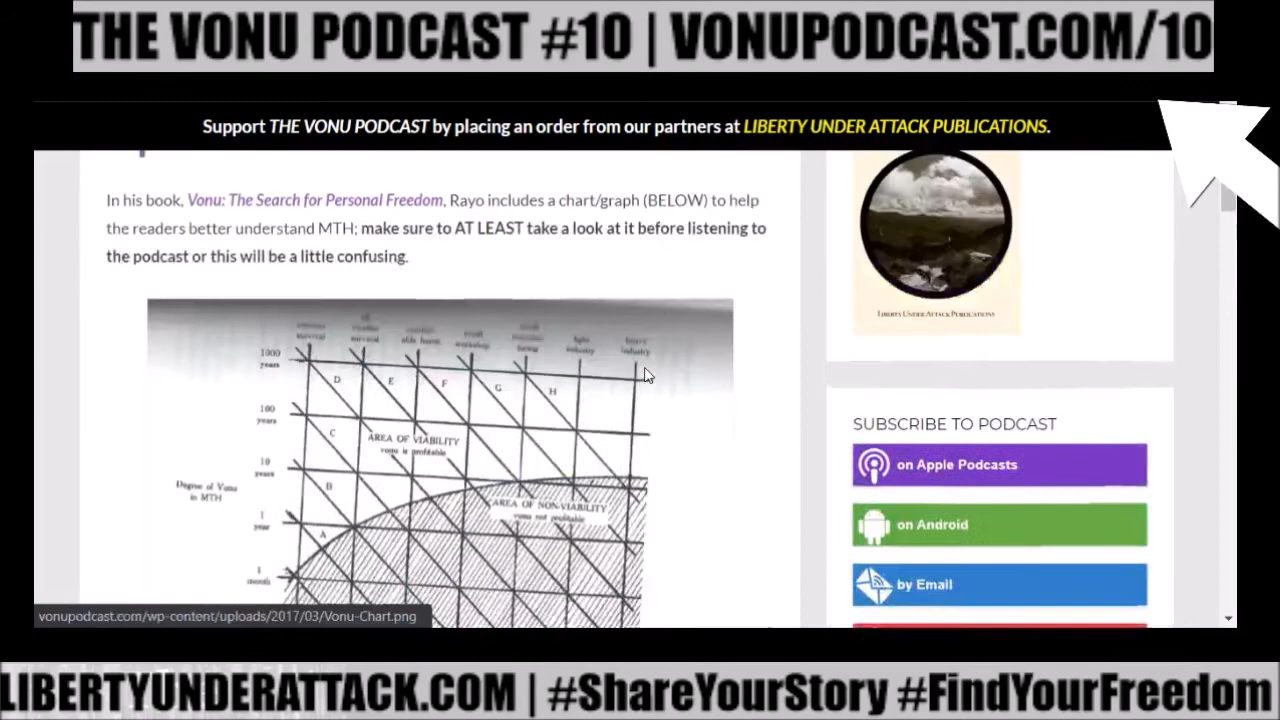 THE VONU PODCAST #10 | VONUPODCAST.COM/10
Support THE VONU PODCAST by placing an order from our partners at LIBERTY UNDER ATTACK PUBLICATIONS.
In his book, Vonu: The Search for Personal Freedom, Rayo includes a chart/graph (BELOW) to help
the readers better understand MTH; make sure to AT LEAST take a look at it before listening to
the podcast or this will be a little confusing.
survival
survival
workshop
industry
industry
1000
years
D
E
F
G
H
100
years
C
AREA OF VIABILITY
vonu is profitable
10
years
Degree of Vonu
in MTH
B
AREA OF NON-VIABILITY
vonu not profitable
1
year
A
1
month
LIBERTY UNDER ATTACK PUBLICATIONS
SUBSCRIBE TO PODCAST
on Apple Podcasts
on Android
by Email
vonupodcast.com/wp-content/uploads/2017/03/Vonu-Chart.png
LIBERTYUNDERATTACK.COM | #ShareYourStory #FindYourFreedom